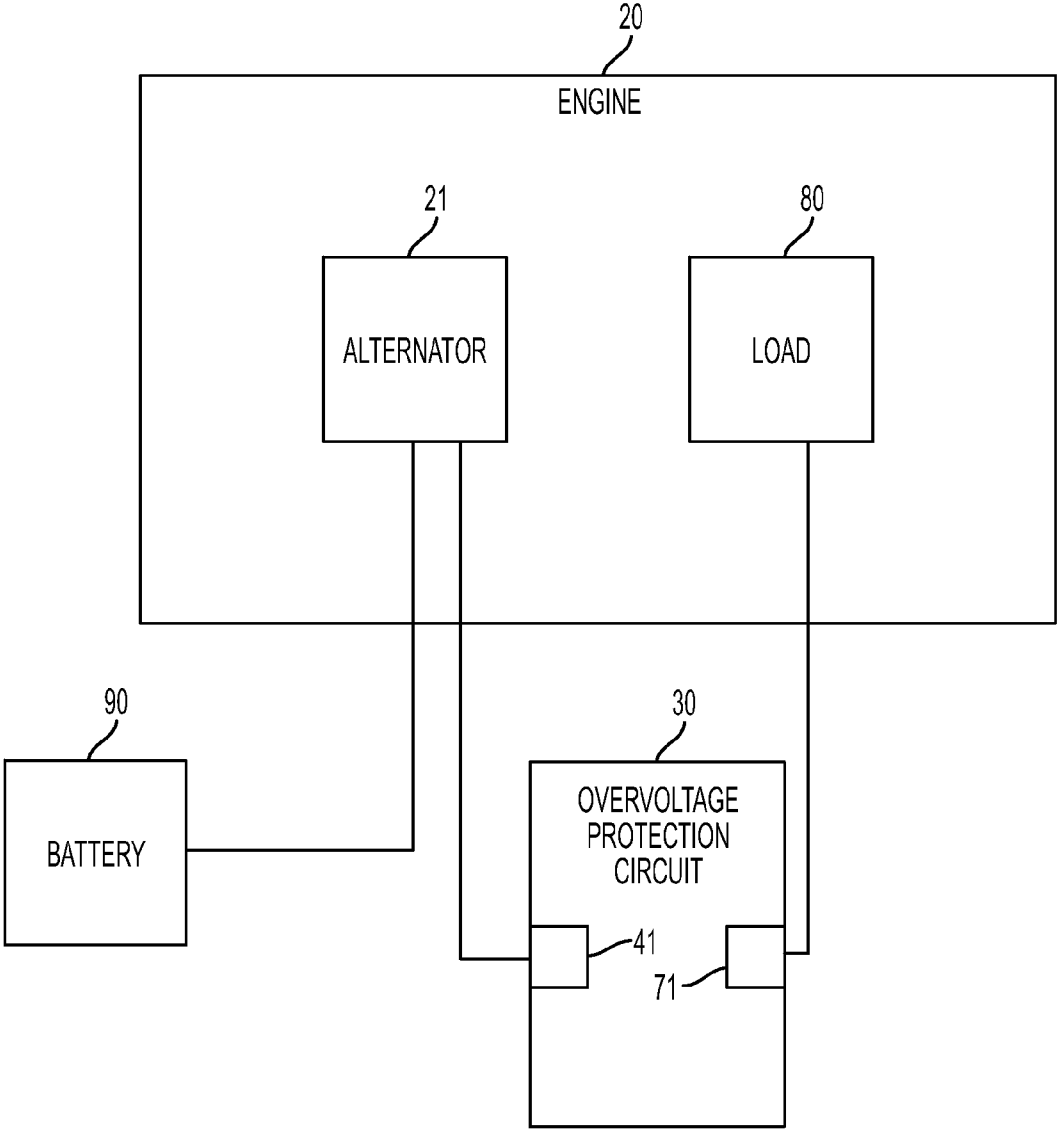 20
ENGINE
21
80
ALTERNATOR
LOAD
90
30
BATTERY
OVERVOLTAGE
PROTECTION
CIRCUIT
41
71